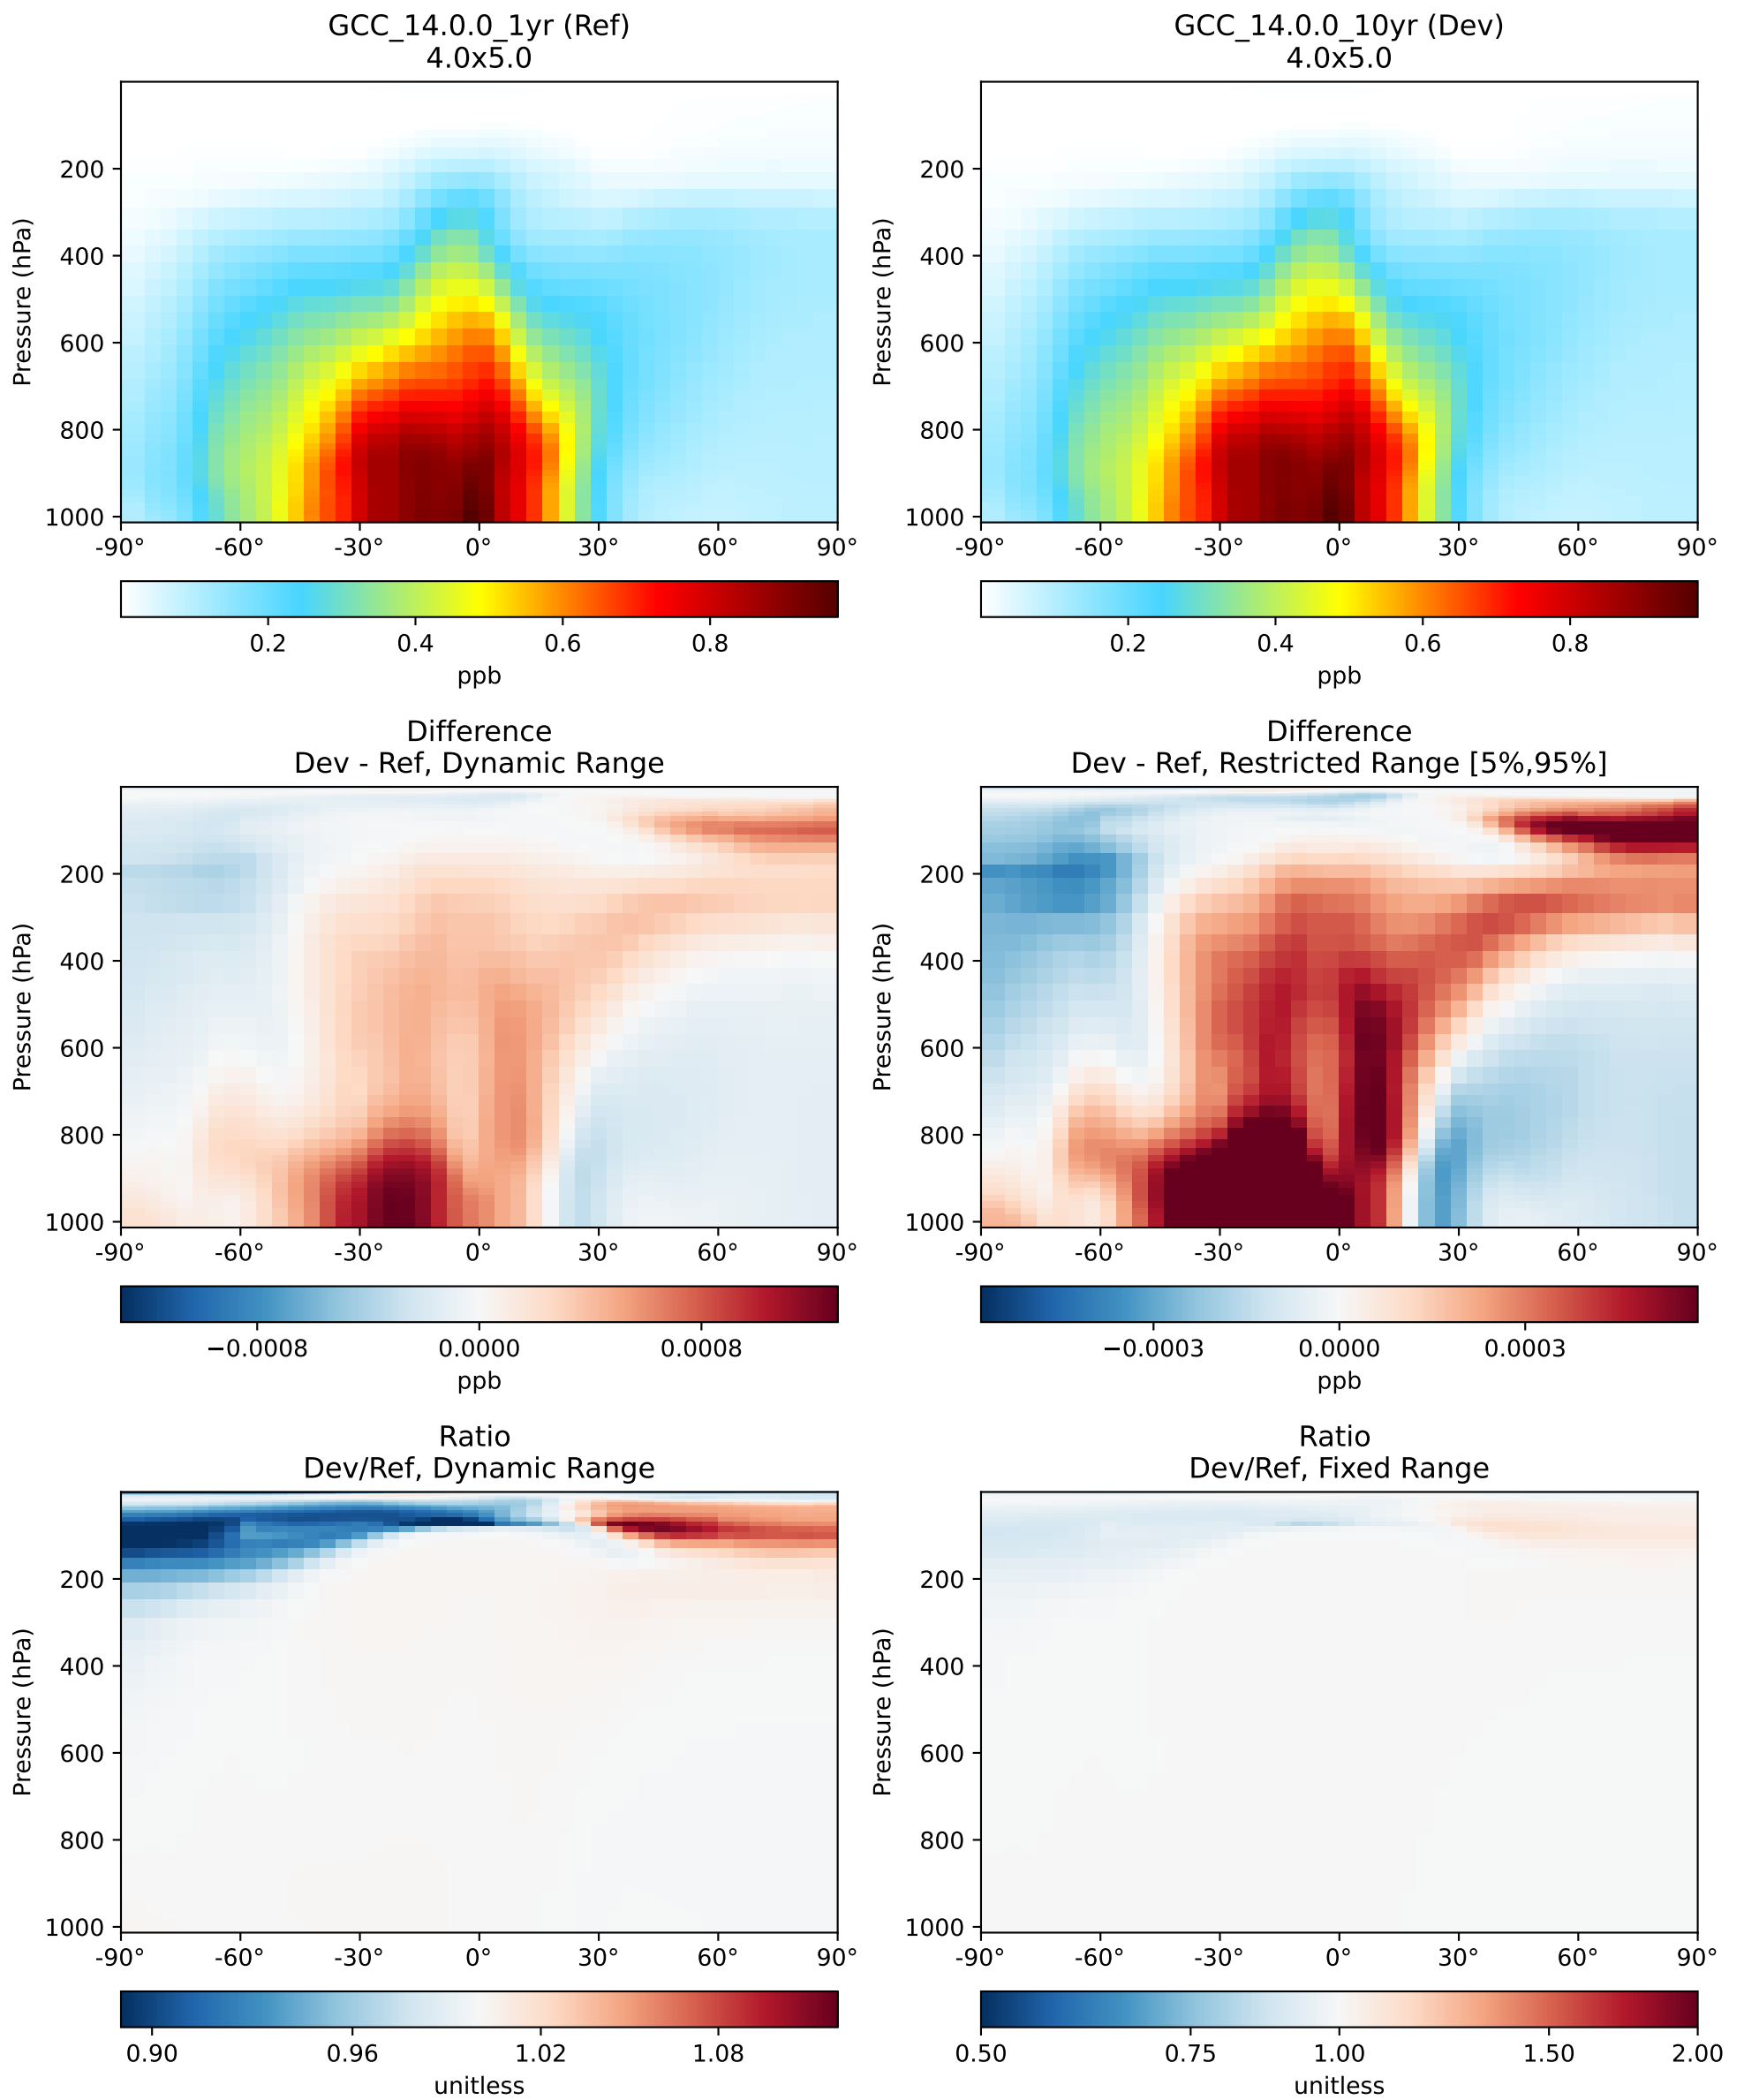 GCC_14.0.0_1yr (Ref)
4.0x5.0
GCC_14.0.0_10yr (Dev)
4.0x5.0
Pressure (hPa)
200
400
600
800
1000
-90° -60° -30° 0° 30° 60° 90°
0.2 0.4 0.6 0.8
ppb
Pressure (hPa)
200
400
600
800
1000
-90° -60° -30° 0° 30° 60° 90°
0.2 0.4 0.6 0.8
ppb
Difference
Dev - Ref, Dynamic Range
Difference
Dev - Ref, Restricted Range [5%,95%]
Pressure (hPa)
200
400
600
800
1000
-90° -60° -30° 0° 30° 60° 90°
−0.0008 0.0000 0.0008
ppb
Pressure (hPa)
200
400
600
800
1000
-90° -60° -30° 0° 30° 60° 90°
−0.0003 0.0000 0.0003
ppb
Ratio
Dev/Ref, Dynamic Range
Ratio
Dev/Ref, Fixed Range
Pressure (hPa)
200
400
600
800
1000
-90° -60° -30° 0° 30° 60° 90°
0.90 0.96 1.02 1.08
unitless
Pressure (hPa)
200
400
600
800
1000
-90° -60° -30° 0° 30° 60° 90°
0.50 0.75 1.00 1.50 2.00
unitless